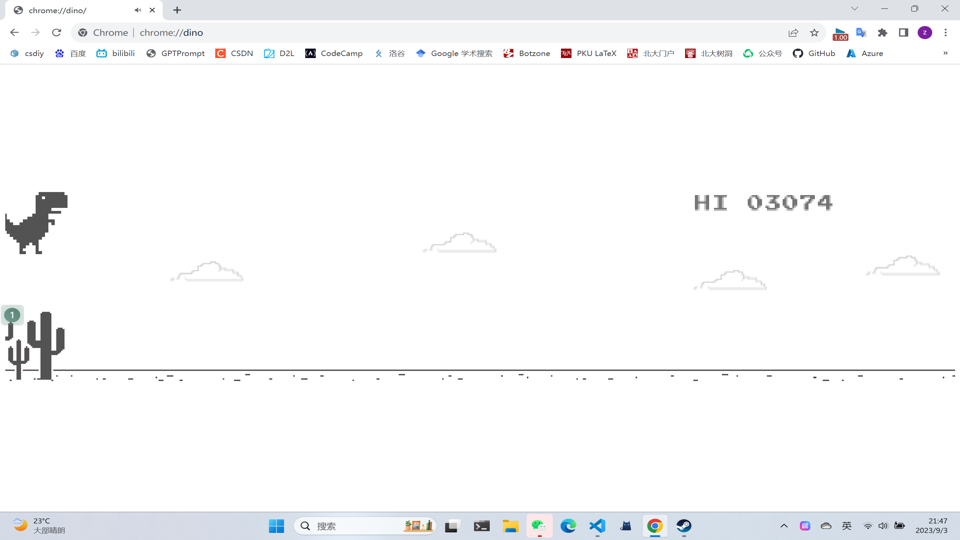 chrome://dino/
Chrome | chrome://dino
1.00
z
csdiy 百度 bilibili GPTPrompt CSDN D2L CodeCamp 洛谷 Google 学术搜索 Botzone PKU LaTeX 北大门户 北大树洞 公众号 GitHub Azure »
HI 03074
1
23°C
大部晴朗
搜索
英
21:47
2023/9/3